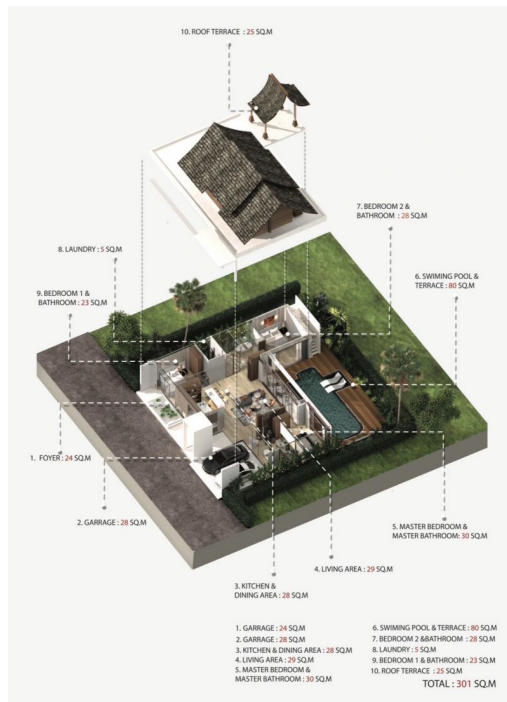 10. ROOF TERRACE : 25 SQ.M
7. BEDROOM 2 &
BATHROOM : 28 SQ.M
8. LAUNDRY : 5 SQ.M
6. SWIMING POOL &
TERRACE : 80 SQ.M
9. BEDROOM 1 &
BATHROOM : 23 SQ.M
1. FOYER : 24 SQ.M
2. GARRAGE : 28 SQ.M
5. MASTER BEDROOM &
MASTER BATHROOM: 30 SQ.M
4. LIVING AREA : 29 SQ.M
3. KITCHEN &
DINING AREA : 28 SQ.M
1. GARRAGE : 24 SQ.M
2. GARRAGE : 28 SQ.M
3. KITCHEN & DINING AREA : 28 SQ.M
4. LIVING AREA : 29 SQ.M
5. MASTER BEDROOM &
MASTER BATHROOM : 30 SQ.M
6. SWIMING POOL & TERRACE : 80 SQ.M
7. BEDROOM 2 &BATHROOM : 28 SQ.M
8. LAUNDRY : 5 SQ.M
9. BEDROOM 1 & BATHROOM : 23 SQ.M
10. ROOF TERRACE : 25 SQ.M
TOTAL : 301 SQ.M